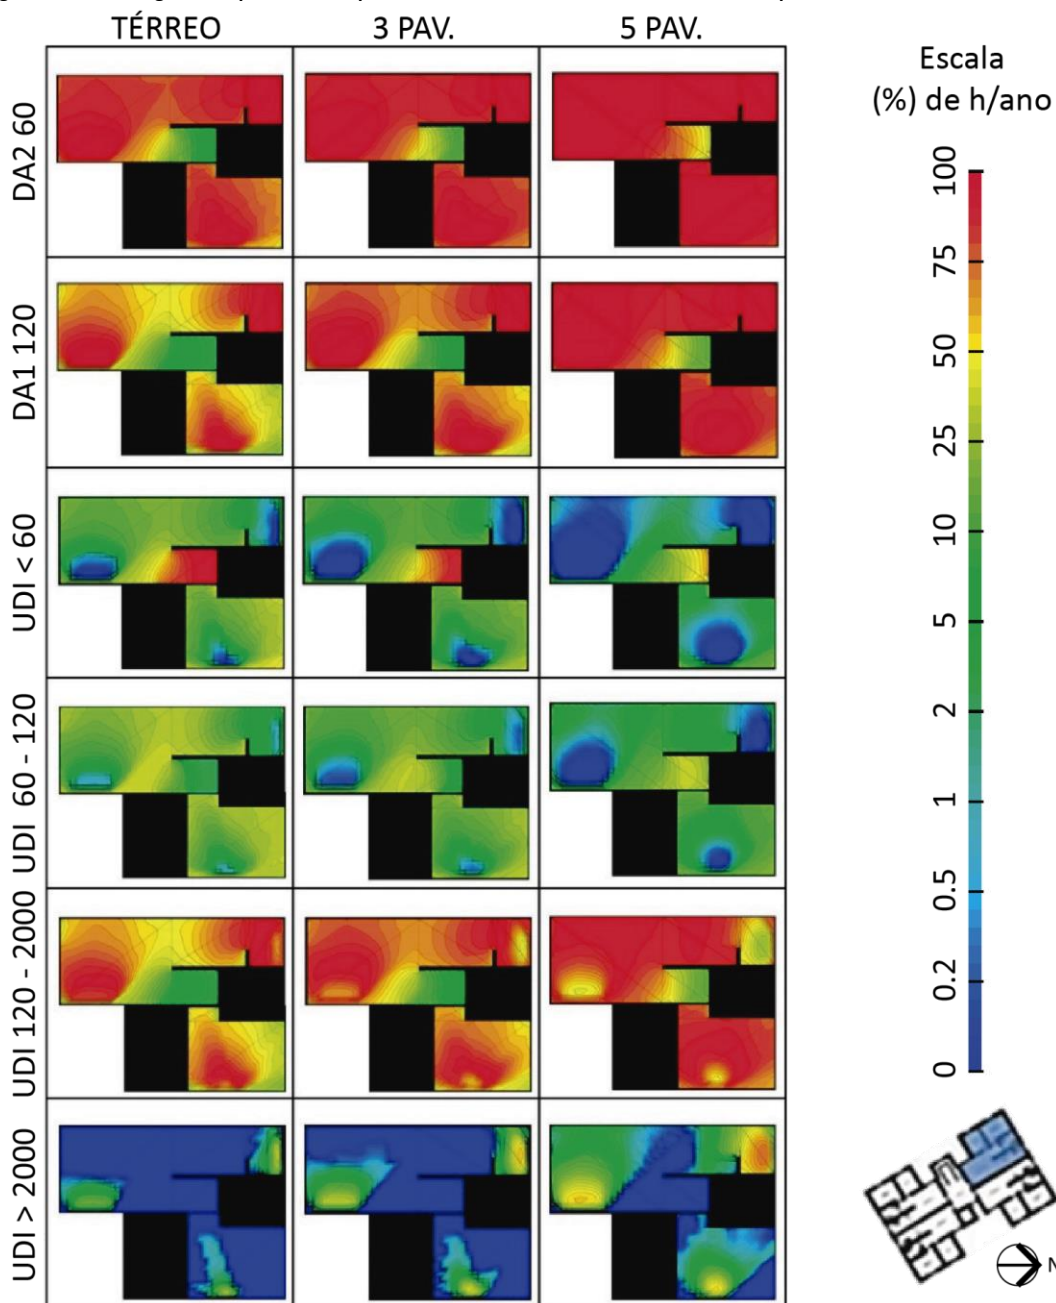 TÉRREO
3 PAV.
5 PAV.
Escala
(%) de h/ano
DA2 60
DA1 120
UDI < 60
UDI 60 - 120
UDI 120 - 2000
UDI > 2000
100
75
50
25
10
5
2
1
0.5
0.2
0
N